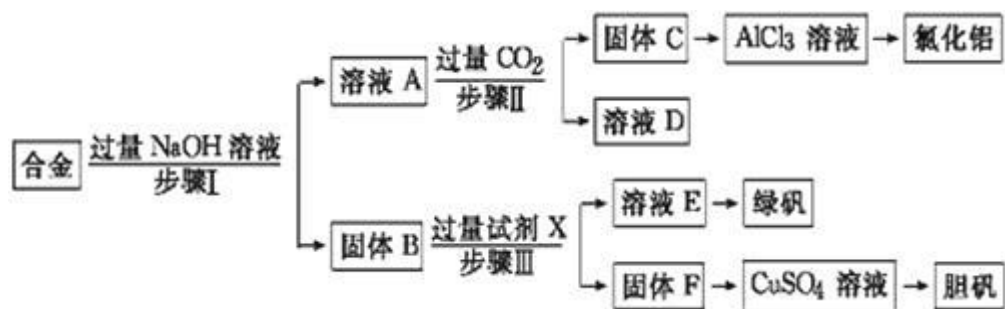 固体 C
AlCl₃ 溶液
氯化铝
溶液 A
过量 CO₂
步骤Ⅱ
溶液 D
合金
过量 NaOH 溶液
步骤Ⅰ
溶液 E
绿矾
固体 B
过量试剂 X
步骤Ⅲ
固体 F
CuSO₄ 溶液
胆矾